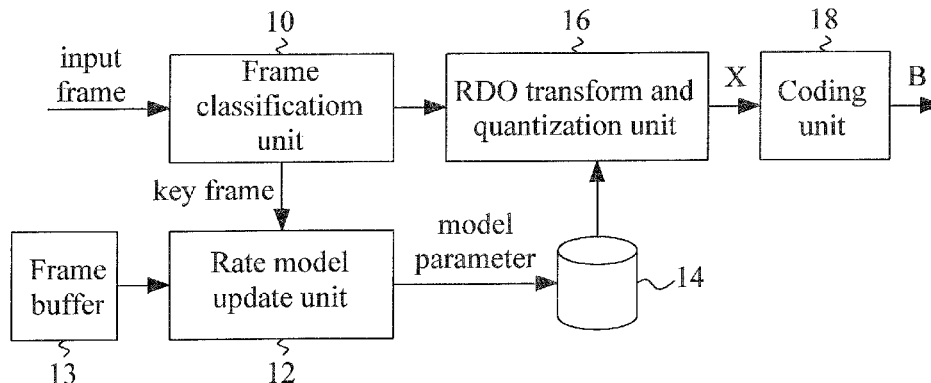 10
16
18
input
frame
Frame
classificatiom
unit
RDO transform and
quantization unit
X
Coding
unit
B
key frame
Frame
buffer
Rate model
update unit
model
parameter
14
13
12